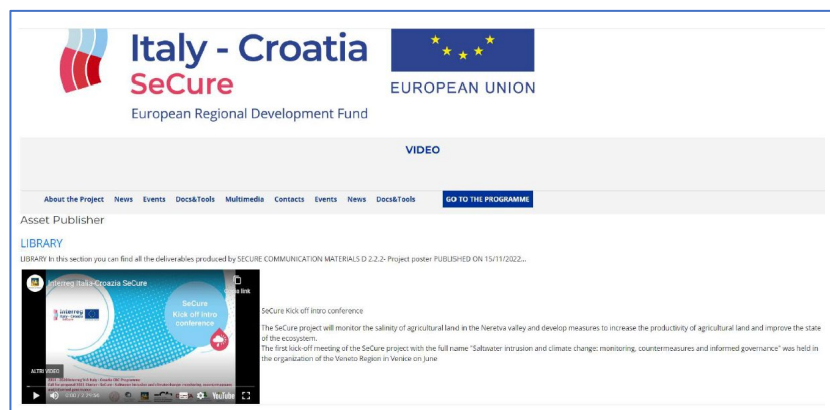 Italy - Croatia
SeCure
European Regional Development Fund
EUROPEAN UNION
VIDEO
About the Project News Events Docs&Tools Multimedia Contacts Events News Docs&Tools GO TO THE PROGRAMME
Asset Publisher
LIBRARY
LIBRARY In this section you can find all the deliverables produced by SECURE COMMUNICATION MATERIALS D 2.2.2- Project poster PUBLISHED ON 15/11/2022...
Interreg Italia-Croazia SeCure
link
Interreg
SeCure
Kick off intro
conference
ALTRI VIDEO
YouTube
SeCure Kick off intro conference
The SeCure project will monitor the salinity of agricultural land in the Neretva valley and develop measures to increase the productivity of agricultural land and improve the state
of the ecosystem.
The first kick-off meeting of the SeCure project with the full name "Saltwater intrusion and climate change: monitoring, countermeasures and informed governance" was held in
the organization of the Veneto Region in Venice on June